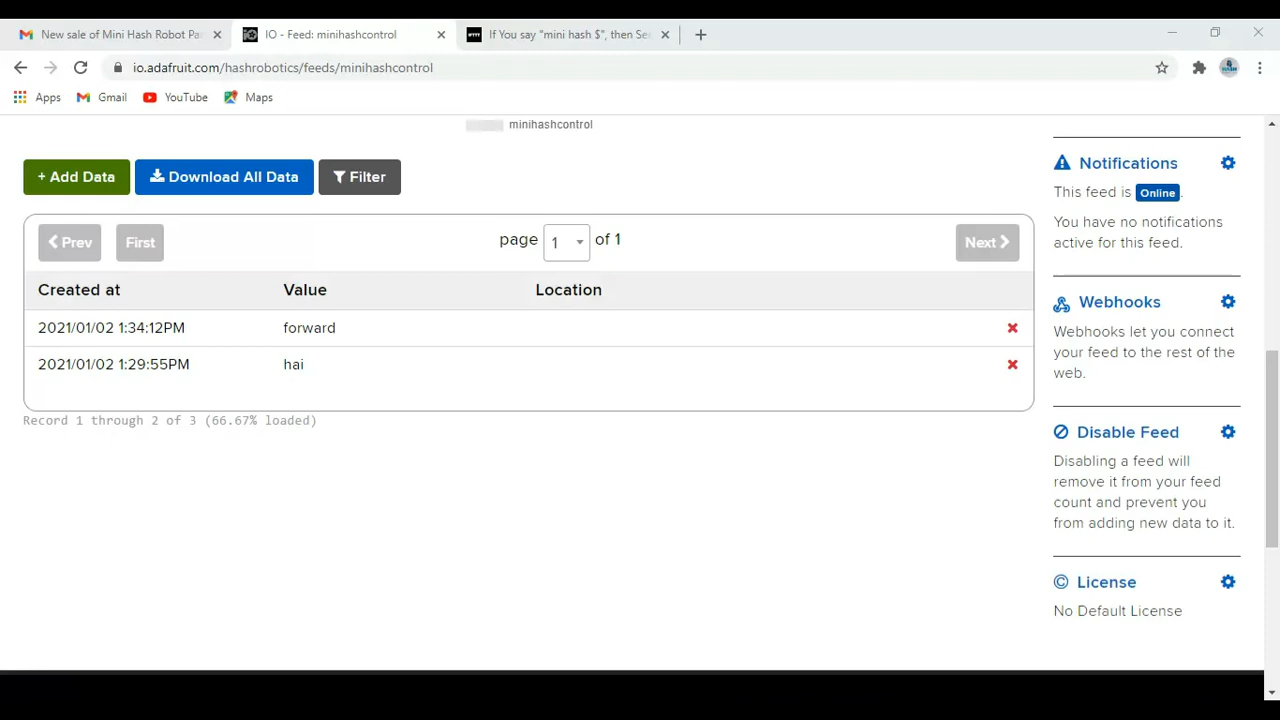 New sale of Mini Hash Robot Pa
IO - Feed: minihashcontrol
If You say "mini hash $", then Se
io.adafruit.com/hashrobotics/feeds/minihashcontrol
Apps
Gmail
YouTube
Maps
minihashcontrol
+ Add Data
Download All Data
Filter
Prev
First
page 1 of 1
Next
Created at Value Location
2021/01/02 1:34:12PM forward
2021/01/02 1:29:55PM hai
Record 1 through 2 of 3 (66.67% loaded)
Notifications
This feed is Online.
You have no notifications
active for this feed.
Webhooks
Webhooks let you connect
your feed to the rest of the
web.
Disable Feed
Disabling a feed will
remove it from your feed
count and prevent you
from adding new data to it.
License
No Default License